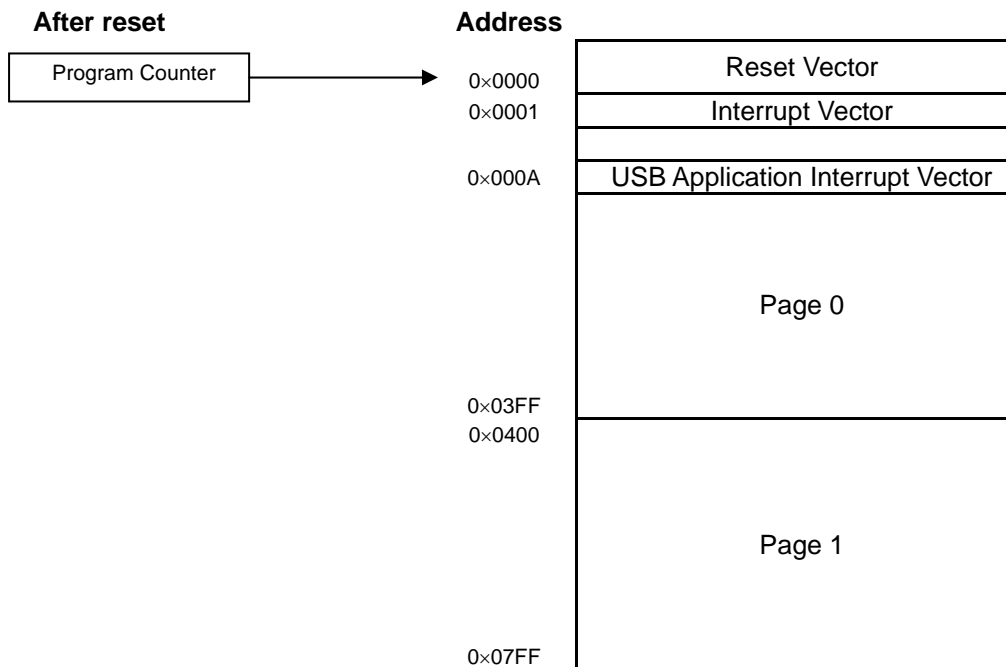 After reset
Address
Program Counter
0×0000
Reset Vector
0×0001
Interrupt Vector
0×000A
USB Application Interrupt Vector
Page 0
0×03FF
0×0400
Page 1
0×07FF